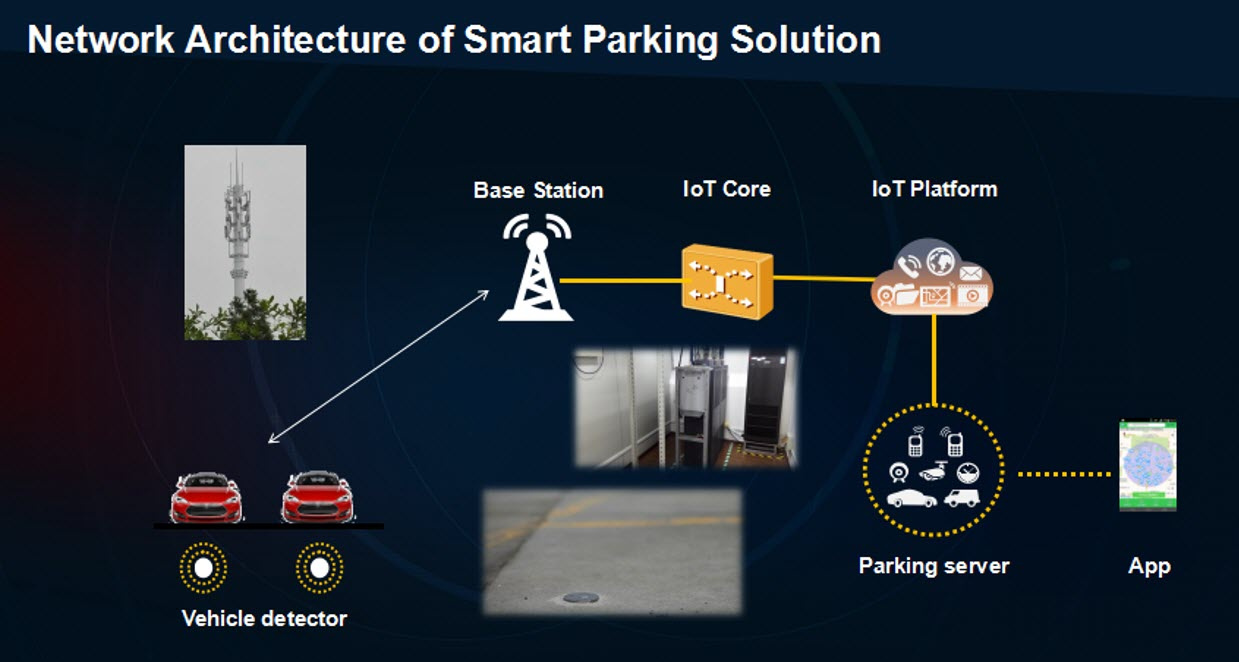 Network Architecture of Smart Parking Solution
Base Station
IoT Core
IoT Platform
Vehicle detector
Parking server
App